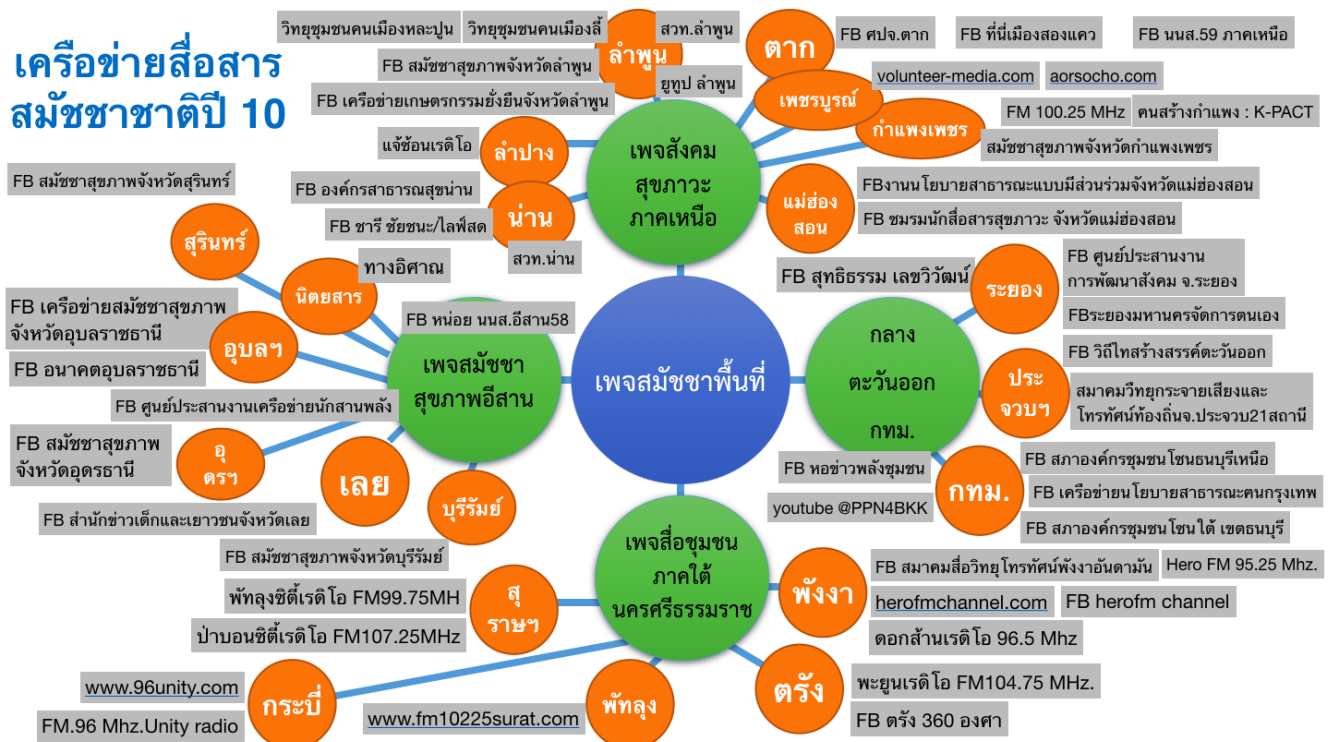 เครือข่ายสื่อสาร
สมัชชาชาติปี 10
วิทยุชุมชนคนเมืองหละปูน
วิทยุชุมชนคนเมืองลี้
สวท.ลำพูน
ลำพูน
FB สมัชชาสุขภาพจังหวัดลำพูน
ยูทูป ลำพูน
FB เครือข่ายเกษตรกรรมยั่งยืนจังหวัดลำพูน
ตาก
FB ศปจ.ตาก
FB ที่นี่เมืองสองแคว
FB นนส.59 ภาคเหนือ
volunteer-media.com
aorsocho.com
เพชรบูรณ์
FM 100.25 MHz
ฅนสร้างกำแพง : K-PACT
กำแพงเพชร
สมัชชาสุขภาพจังหวัดกำแพงเพชร
แจ้ซ้อนเรดิโอ
ลำปาง
เพจสังคม
สุขภาวะ
ภาคเหนือ
FB องค์กรสาธารณสุขน่าน
น่าน
FB ชารี ชัยชนะ/ไลฟ์สด
สวท.น่าน
แม่ฮ่อง
สอน
FBงานนโยบายสาธารณะแบบมีส่วนร่วมจังหวัดแม่ฮ่องสอน
FB ชมรมนักสื่อสารสุขภาวะ จังหวัดแม่ฮ่องสอน
FB สมัชชาสุขภาพจังหวัดสุรินทร์
สุรินทร์
ทางอิศาณ
นิตยสาร
FB หน่อย นนส.อีสาน58
FB เครือข่ายสมัชชาสุขภาพ
จังหวัดอุบลราชธานี
อุบลฯ
FB อนาคตอุบลราชธานี
เพจสมัชชา
สุขภาพอีสาน
FB ศูนย์ประสานงานเครือข่ายนักสานพลัง
FB สมัชชาสุขภาพ
จังหวัดอุดรธานี
อุ
ดรฯ
เลย
บุรีรัมย์
FB สำนักข่าวเด็กและเยาวชนจังหวัดเลย
FB สมัชชาสุขภาพจังหวัดบุรีรัมย์
เพจสมัชชาพื้นที่
FB สุทธิธรรม เลขวิวัฒน์
ระยอง
FB ศูนย์ประสานงาน
การพัฒนาสังคม จ.ระยอง
FBระยองมหานครจัดการตนเอง
กลาง
ตะวันออก
กทม.
FB วิถีไทสร้างสรรค์ตะวันออก
ประ
จวบฯ
สมาคมวิทยุกระจายเสียงและ
โทรทัศน์ท้องถิ่นจ.ประจวบ21สถานี
FB หอข่าวพลังชุมชน
youtube @PPN4BKK
กทม.
FB สภาองค์กรชุมชนโซนธนบุรีเหนือ
FB เครือข่ายนโยบายสาธารณะฅนกรุงเทพ
FB สภาองค์กรชุมชนโซนใต้ เขตธนบุรี
เพจสื่อชุมชน
ภาคใต้
นครศรีธรรมราช
พังงา
FB สมาคมสื่อวิทยุโทรทัศน์พังงาอันดามัน
Hero FM 95.25 Mhz.
herofmchannel.com
FB herofm channel
ดอกส้านเรดิโอ 96.5 Mhz
พัทลุงซิตี้เรดิโอ FM99.75MH
ป่าบอนซิตี้เรดิโอ FM107.25MHz
สุ
ราษฯ
www.96unity.com
FM.96 Mhz.Unity radio
กระบี่
www.fm10225surat.com
พัทลุง
ตรัง
พะยูนเรดิโอ FM104.75 MHz.
FB ตรัง 360 องศา